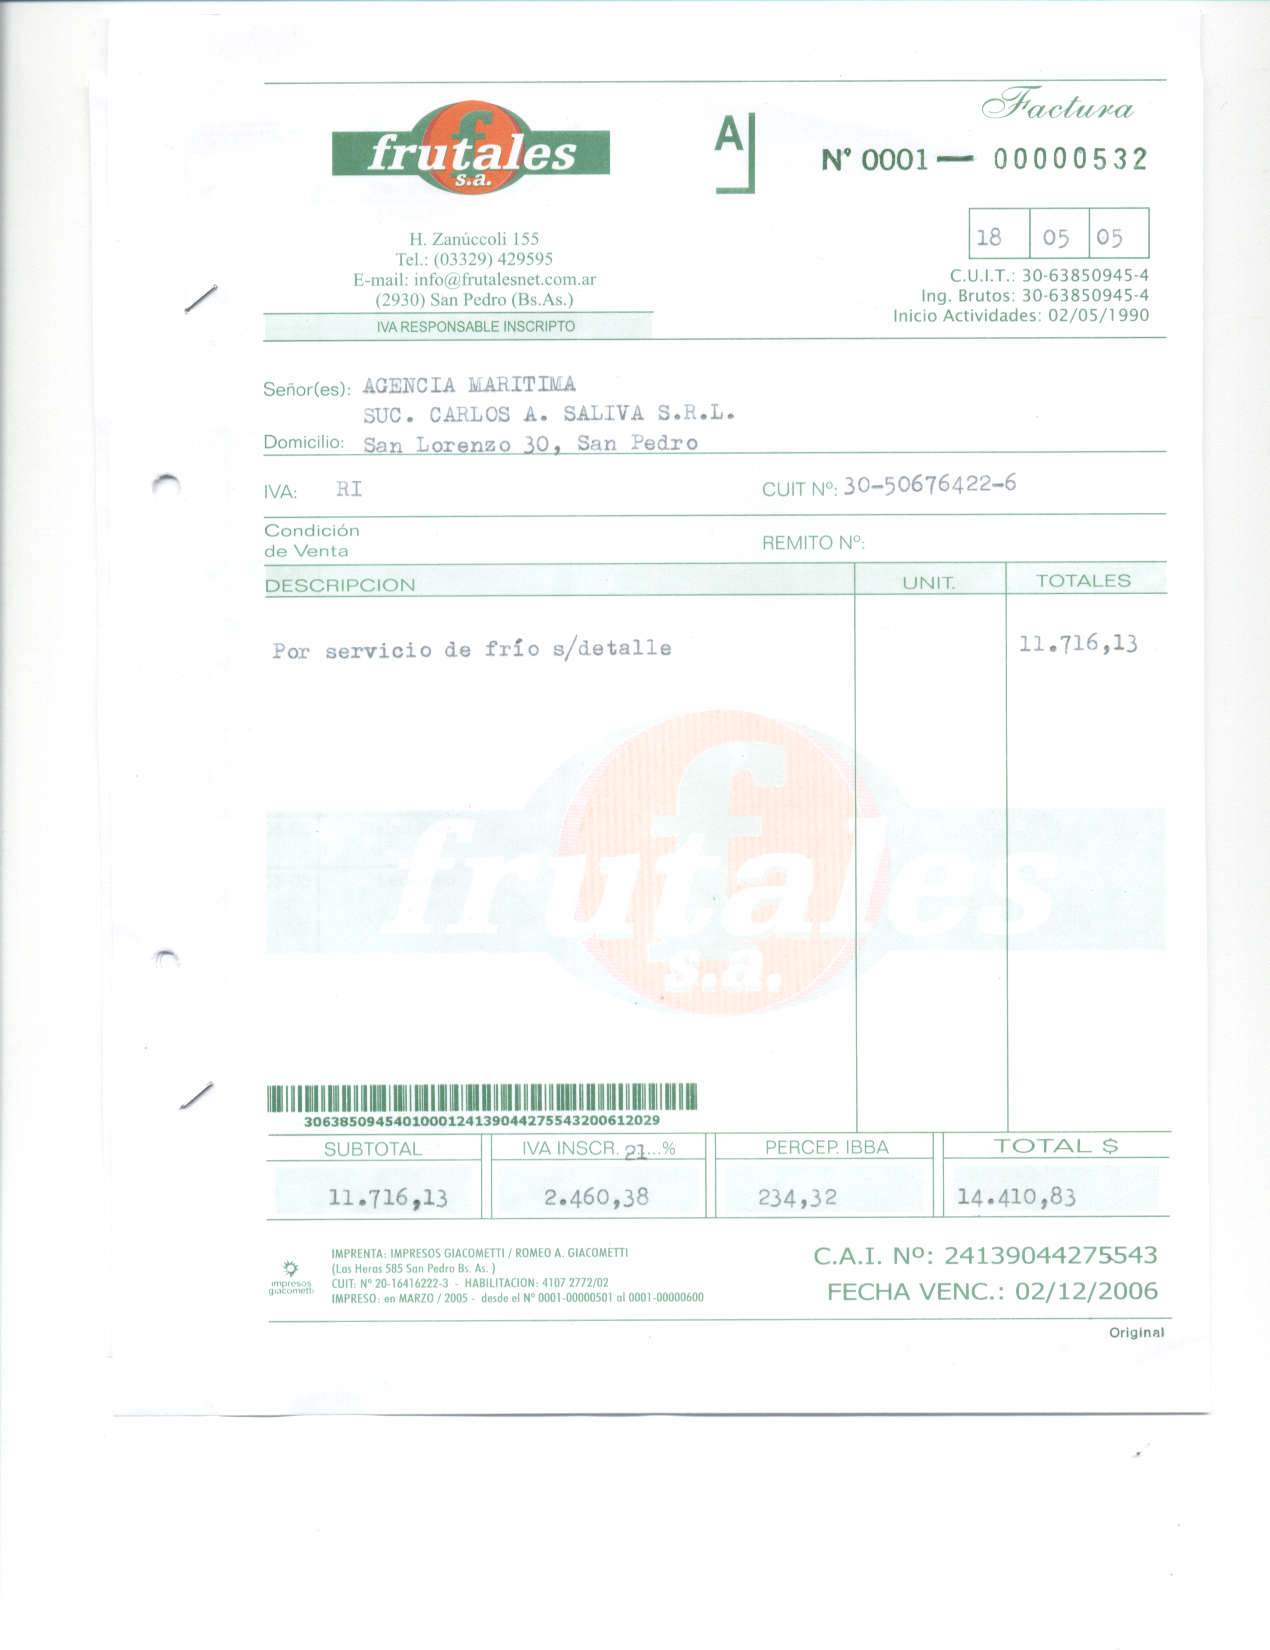 Factura
f
frutales
s.a.
A
N° 0001 — 00000532
18 05 05
H. Zanúccoli 155
Tel.: (03329) 429595
E-mail: info@frutalesnet.com.ar
(2930) San Pedro (Bs.As.)
IVA RESPONSABLE INSCRIPTO
C.U.I.T.: 30-63850945-4
Ing. Brutos: 30-63850945-4
Inicio Actividades: 02/05/1990
Señor(es): AGENCIA MARITIMA
SUC. CARLOS A. SALIVA S.R.L.
Domicilio: San Lorenzo 30, San Pedro
IVA: RI CUIT Nº: 30-50676422-6
Condición
de Venta REMITO Nº:
DESCRIPCION UNIT. TOTALES
Por servicio de frío s/detalle 11.716,13
f
frutales
s.a.
3063850945401000124139044275543200612029
SUBTOTAL IVA INSCR. 21...% PERCEP. IBBA TOTAL $
11.716,13 2.460,38 234,32 14.410,83
impresos
giacometti
IMPRENTA: IMPRESOS GIACOMETTI / ROMEO A. GIACOMETTI
(Las Heras 585 San Pedro Bs. As. )
CUIT: Nº 20-16416222-3 - HABILITACION: 4107 2772/02
IMPRESO: en MARZO / 2005 - desde el Nº 0001-00000501 al 0001-00000600
C.A.I. Nº: 24139044275543
FECHA VENC.: 02/12/2006
Original